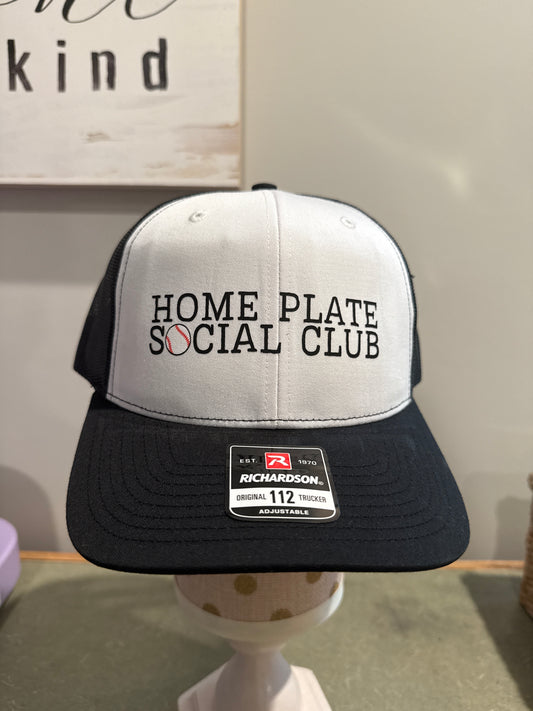 kind
HOME PLATE
SOCIAL CLUB
EST. R 1970
RICHARDSON®
ORIGINAL 112 TRUCKER
ADJUSTABLE